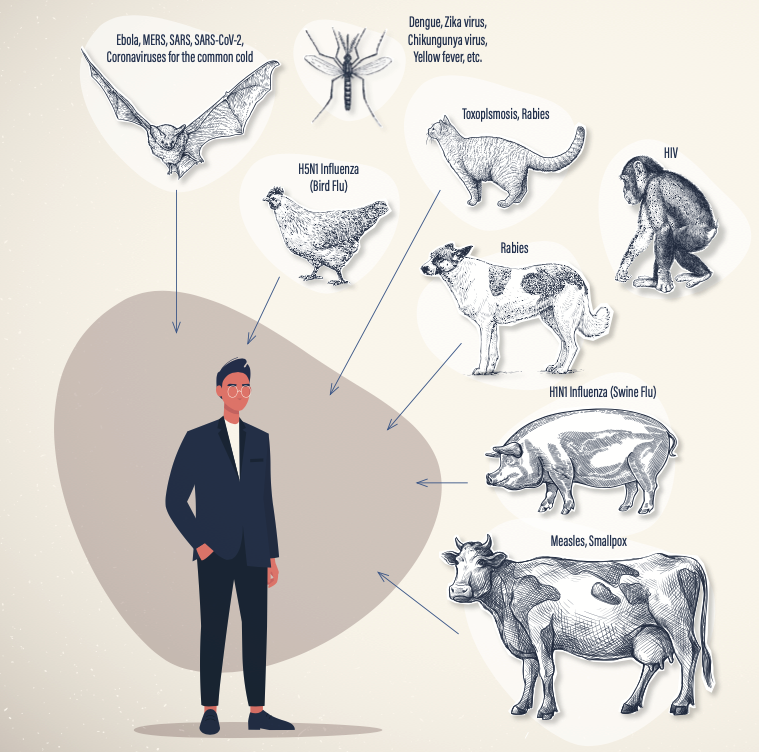 Ebola, MERS, SARS, SARS-CoV-2,
Coronaviruses for the common cold
Dengue, Zika virus,
Chikungunya virus,
Yellow fever, etc.
Toxoplsmosis, Rabies
HIV
H5N1 Influenza
(Bird Flu)
Rabies
H1N1 Influenza (Swine Flu)
Measles, Smallpox